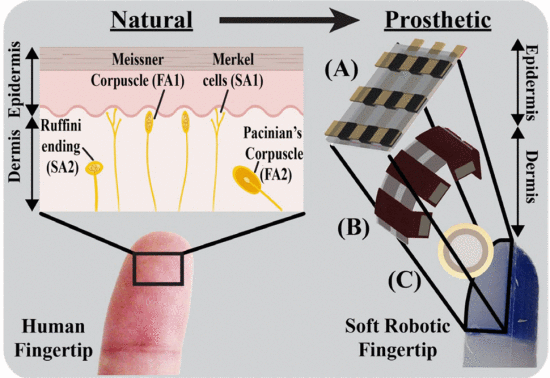 Natural
Prosthetic
Epidermis
Dermis
Meissner
Corpuscle (FA1)
Merkel
cells (SA1)
Ruffini
ending
(SA2)
Pacinian's
Corpuscle
(FA2)
(A)
(B)
(C)
Epidermis
Dermis
Human
Fingertip
Soft Robotic
Fingertip